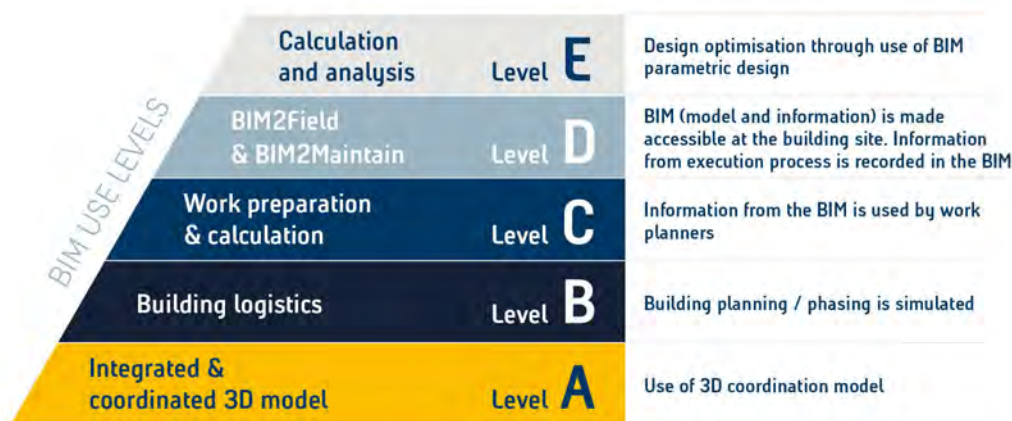 BIM USE LEVELS
Calculation
and analysis
Level E
Design optimisation through use of BIM
parametric design
BIM2Field
& BIM2Maintain
Level D
BIM (model and information) is made
accessible at the building site. Information
from execution process is recorded in the BIM
Work preparation
& calculation
Level C
Information from the BIM is used by work
planners
Building logistics
Level B
Building planning / phasing is simulated
Integrated &
coordinated 3D model
Level A
Use of 3D coordination model